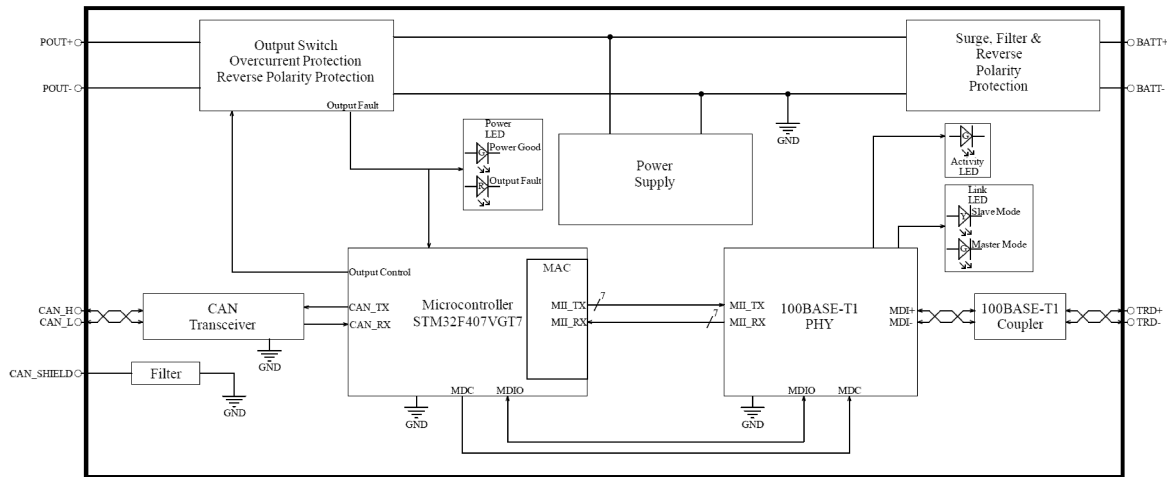 POUT+
POUT-
Output Switch
Overcurrent Protection
Reverse Polarity Protection
Output Fault
Surge, Filter &
Reverse
Polarity
Protection
BATT+
BATT-
GND
Power
LED
G
Power Good
R
Output Fault
Power
Supply
G
Activity
LED
Link
LED
Y
Slave Mode
G
Master Mode
Output Control
CAN_TX
CAN_RX
Microcontroller
STM32F407VGT7
MAC
MII_TX
MII_RX
MDC
MDIO
GND
7
7
MII_TX
MII_RX
100BASE-T1
PHY
MDI+
MDI-
MDIO
MDC
GND
100BASE-T1
Coupler
TRD+
TRD-
CAN_H
CAN_L
CAN
Transceiver
GND
CAN_SHIELD
Filter
GND